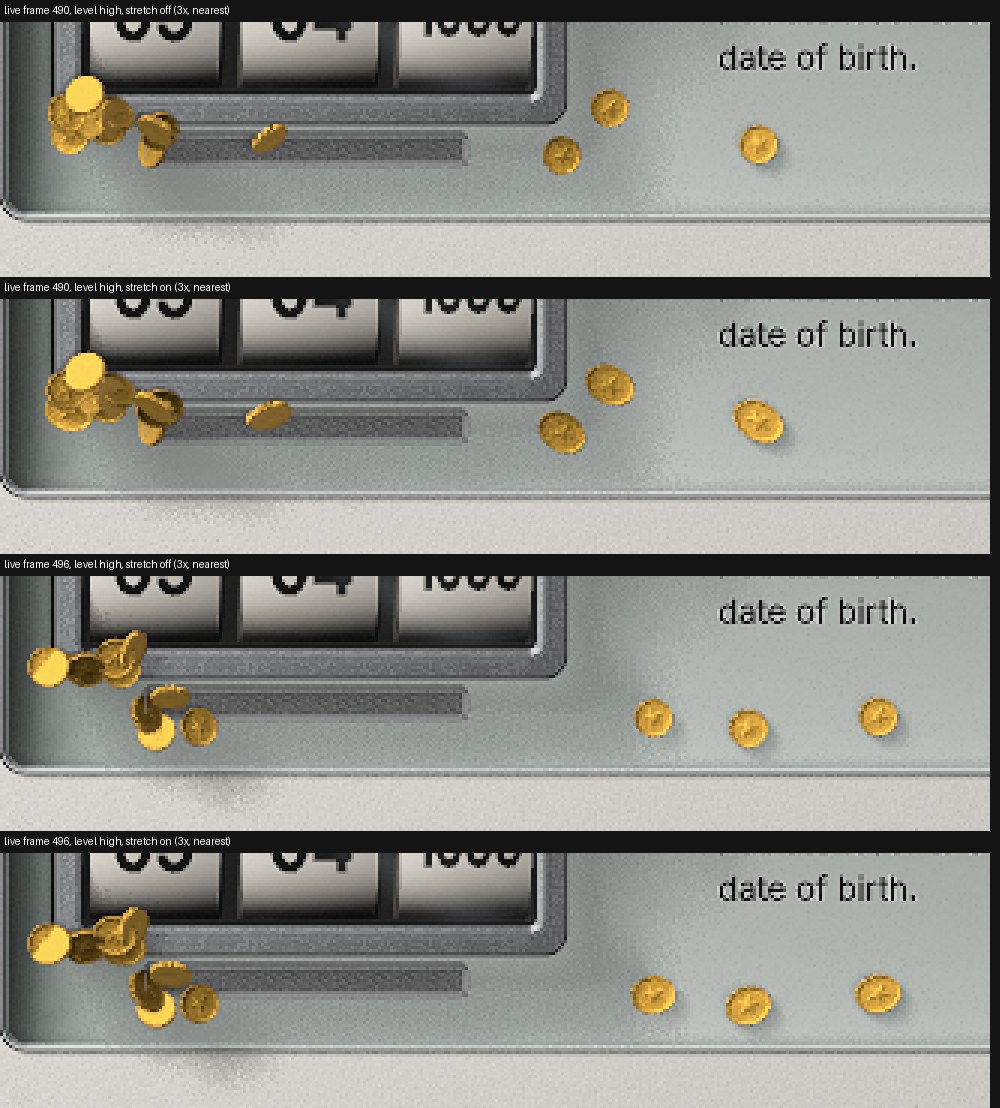 live frame 490, level high, stretch off (3x, nearest)
date of birth.
live frame 490, level high, stretch on (3x, nearest)
date of birth.
live frame 496, level high, stretch off (3x, nearest)
date of birth.
live frame 496, level high, stretch on (3x, nearest)
date of birth.